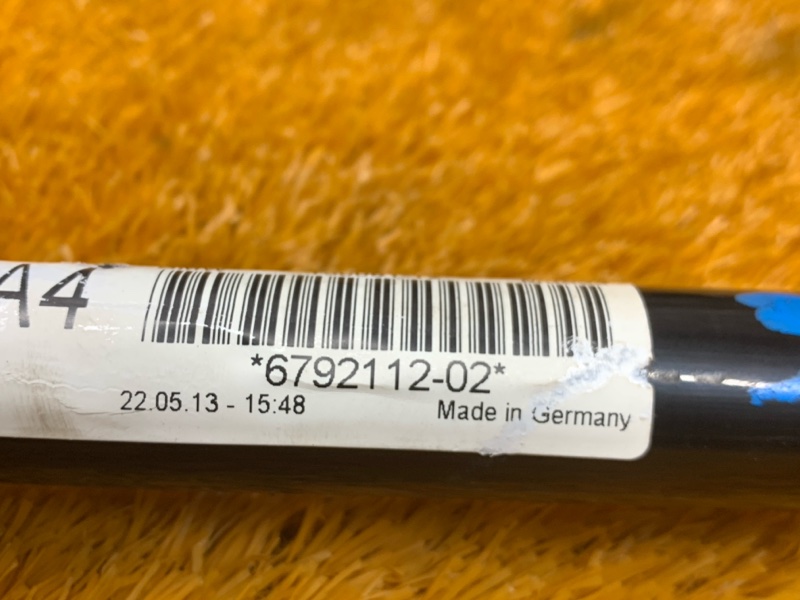 A4
*6792112-02*
22.05.13 - 15:48
Made in Germany